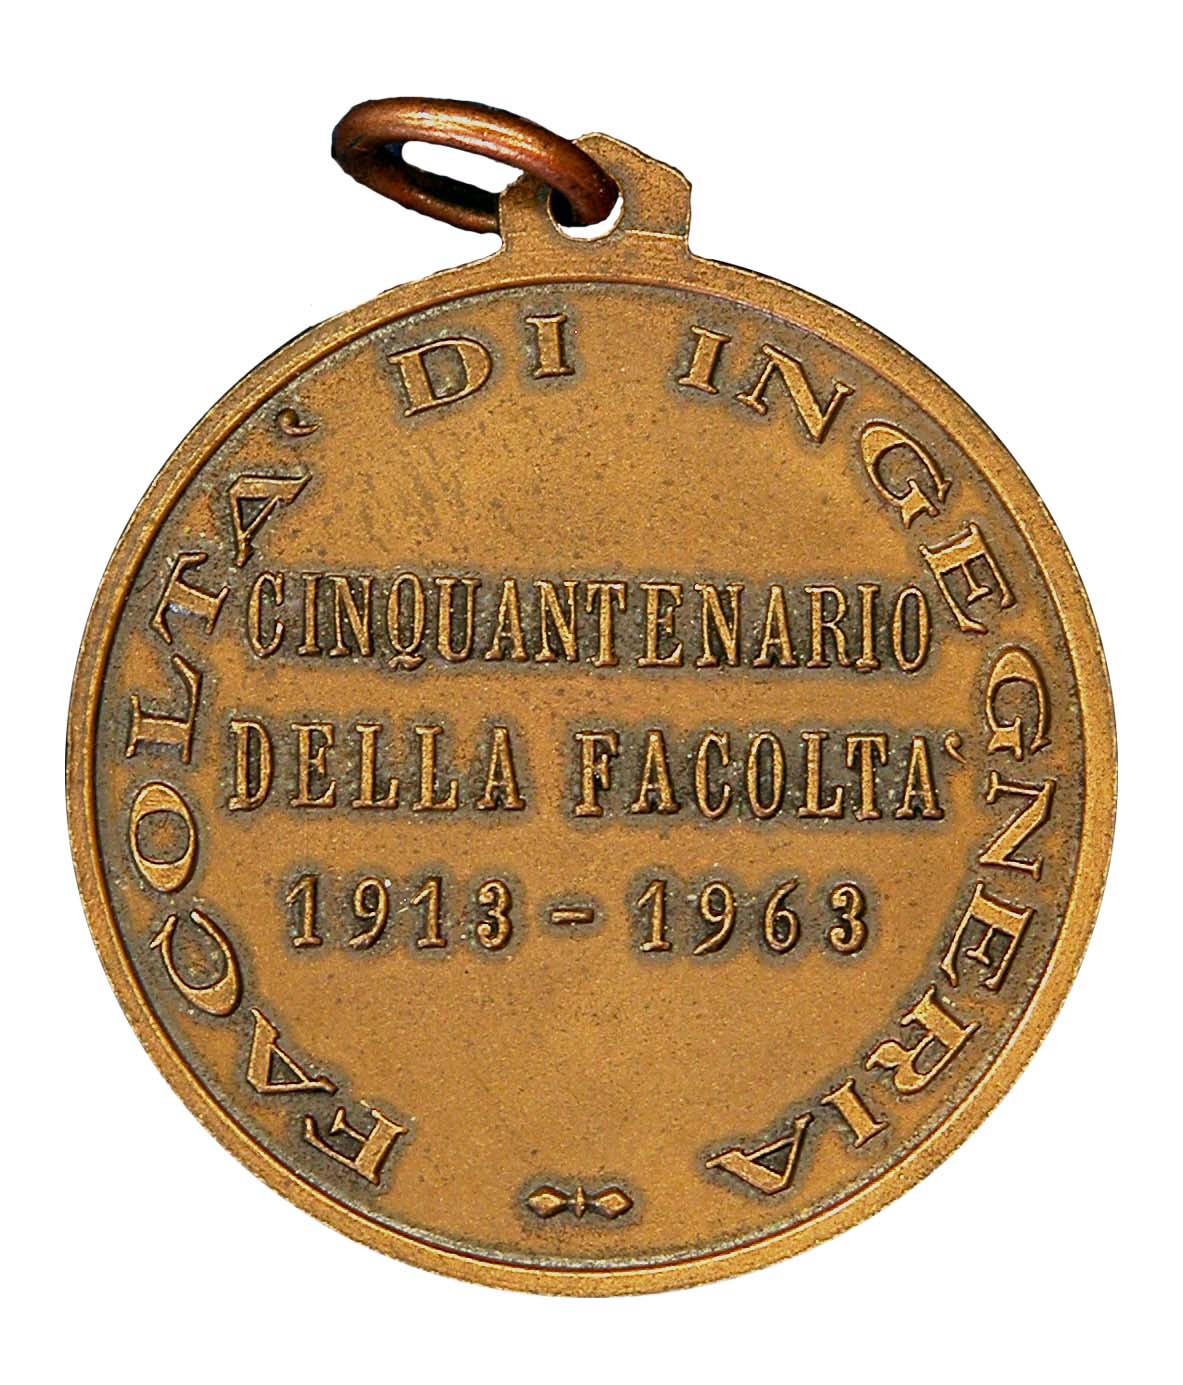 FACOLTA' DI INGEGNERIA
CINQUANTENARIO
DELLA FACOLTA'
1913-1963